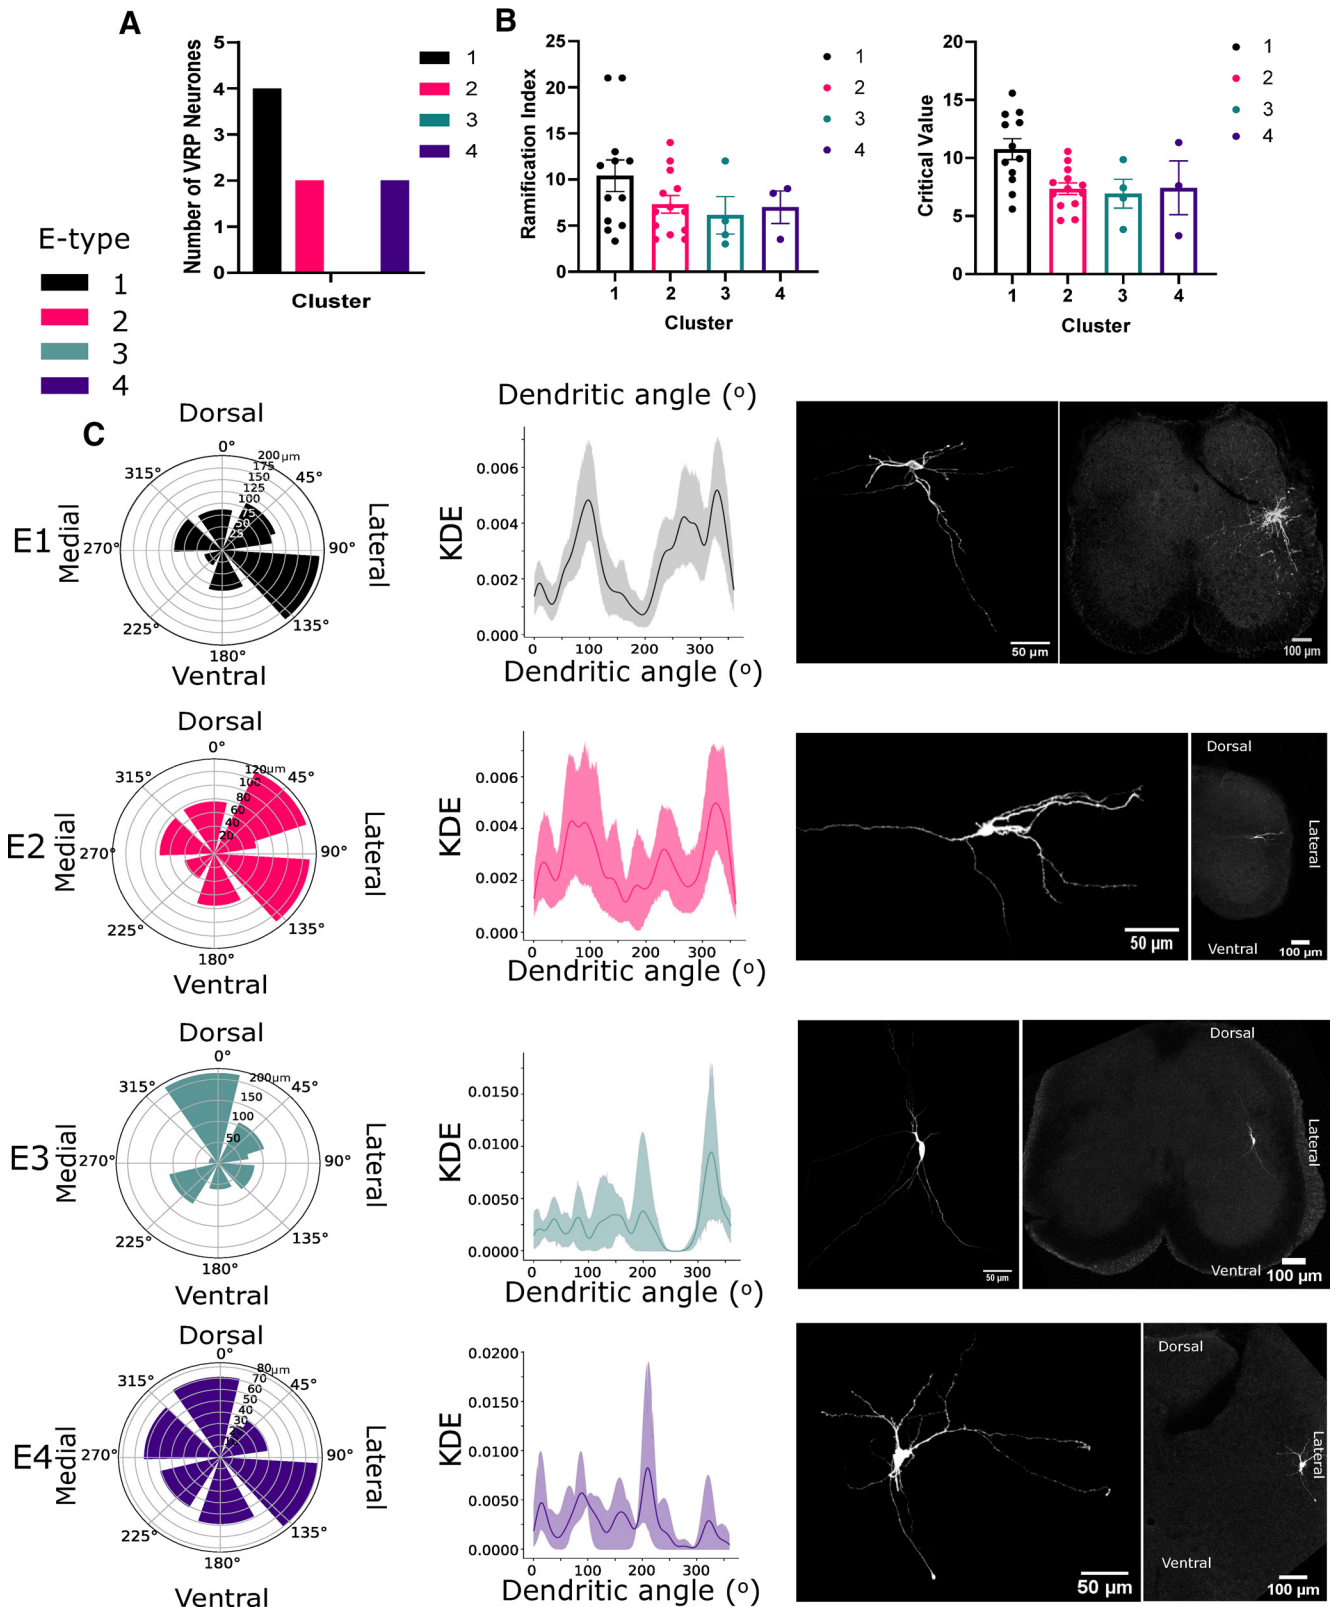 A
Number of VRP Neurones
5
4
3
2
1
0
Cluster
1
2
3
4
B
Ramification Index
25
20
15
10
5
0
1 2 3 4
Cluster
1
2
3
4
Critical Value
20
15
10
5
0
1 2 3 4
Cluster
1
2
3
4
E-type
1
2
3
4
C
E1
Dorsal
0°
45°
90°
135°
180°
225°
270°
315°
200 µm
175
150
125
100
75
50
25
Medial
Lateral
Ventral
Dendritic angle (º)
KDE
0.006
0.004
0.002
0.000
0 100 200 300
Dendritic angle (º)
50 µm
100 µm
E2
Dorsal
0°
45°
90°
135°
180°
225°
270°
315°
120µm
100
80
60
40
20
Medial
Lateral
Ventral
KDE
0.006
0.004
0.002
0.000
0 100 200 300
Dendritic angle (º)
50 µm
Dorsal
Lateral
Ventral
100 µm
E3
Dorsal
0°
45°
90°
135°
180°
225°
270°
315°
200µm
150
100
50
Medial
Lateral
Ventral
KDE
0.0150
0.0100
0.0050
0.0000
0 100 200 300
Dendritic angle (º)
50 µm
Dorsal
Lateral
Ventral
100 µm
E4
Dorsal
0°
45°
90°
135°
180°
225°
270°
315°
80µm
70
60
50
40
30
Medial
Lateral
Ventral
KDE
0.0200
0.0150
0.0100
0.0050
0.0000
0 100 200 300
Dendritic angle (º)
50 µm
Dorsal
Lateral
Ventral
100 µm